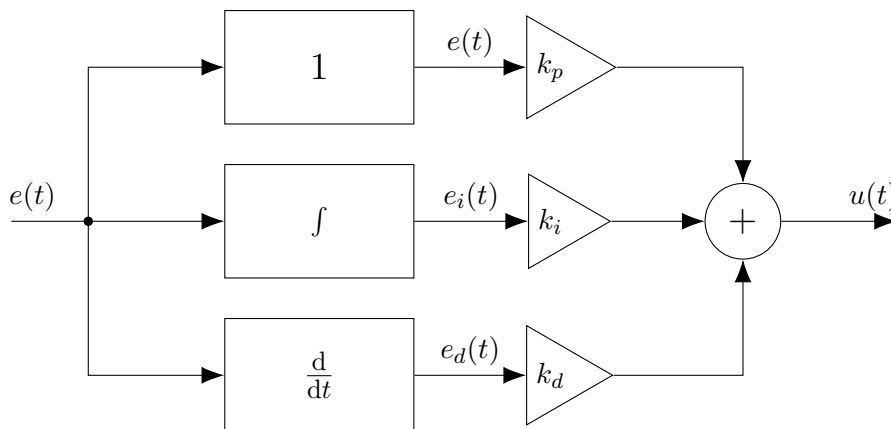 1 e(t) k_p
e(t) ∫ e_i(t) k_i + u(t)
d/dt e_d(t) k_d